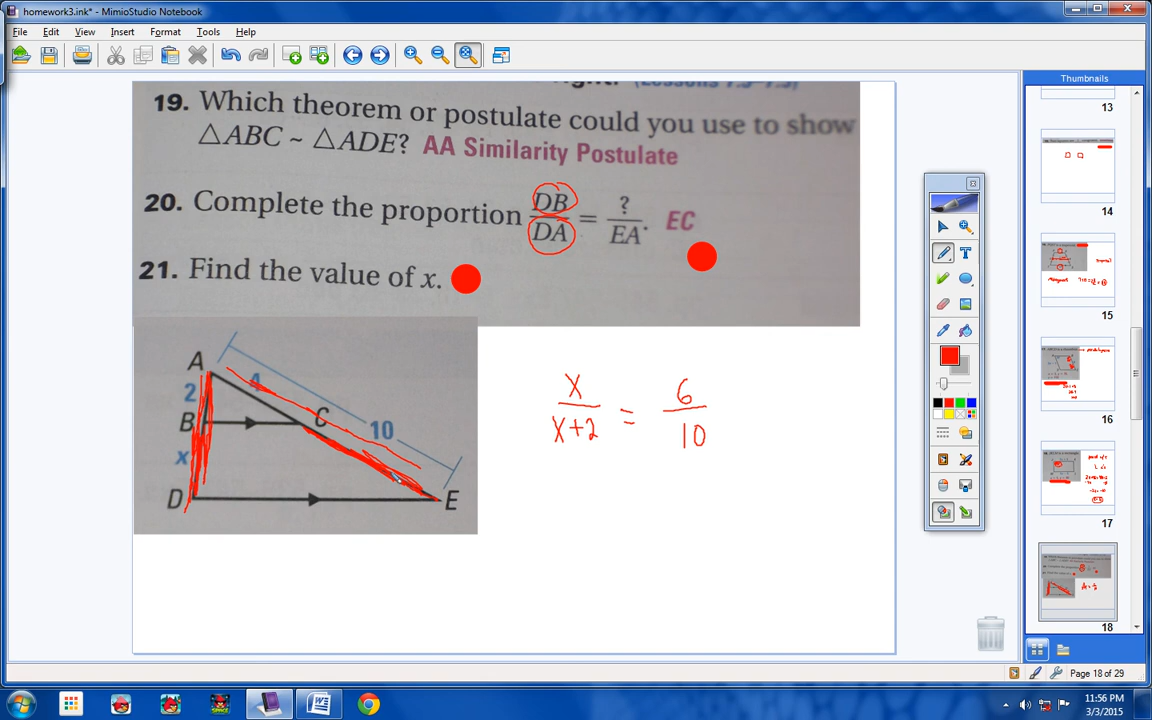 homework3.ink* - MimioStudio Notebook
File Edit View Insert Format Tools Help
19. Which theorem or postulate could you use to show
△ABC ~ △ADE? AA Similarity Postulate
20. Complete the proportion DB/DA = ?/EA. EC
21. Find the value of x.
A
2
4
B
C
10
x
D
E
x/x+2 = 6/10
Thumbnails
13
14
15
16
17
18
Page 18 of 29
11:56 PM
3/3/2015